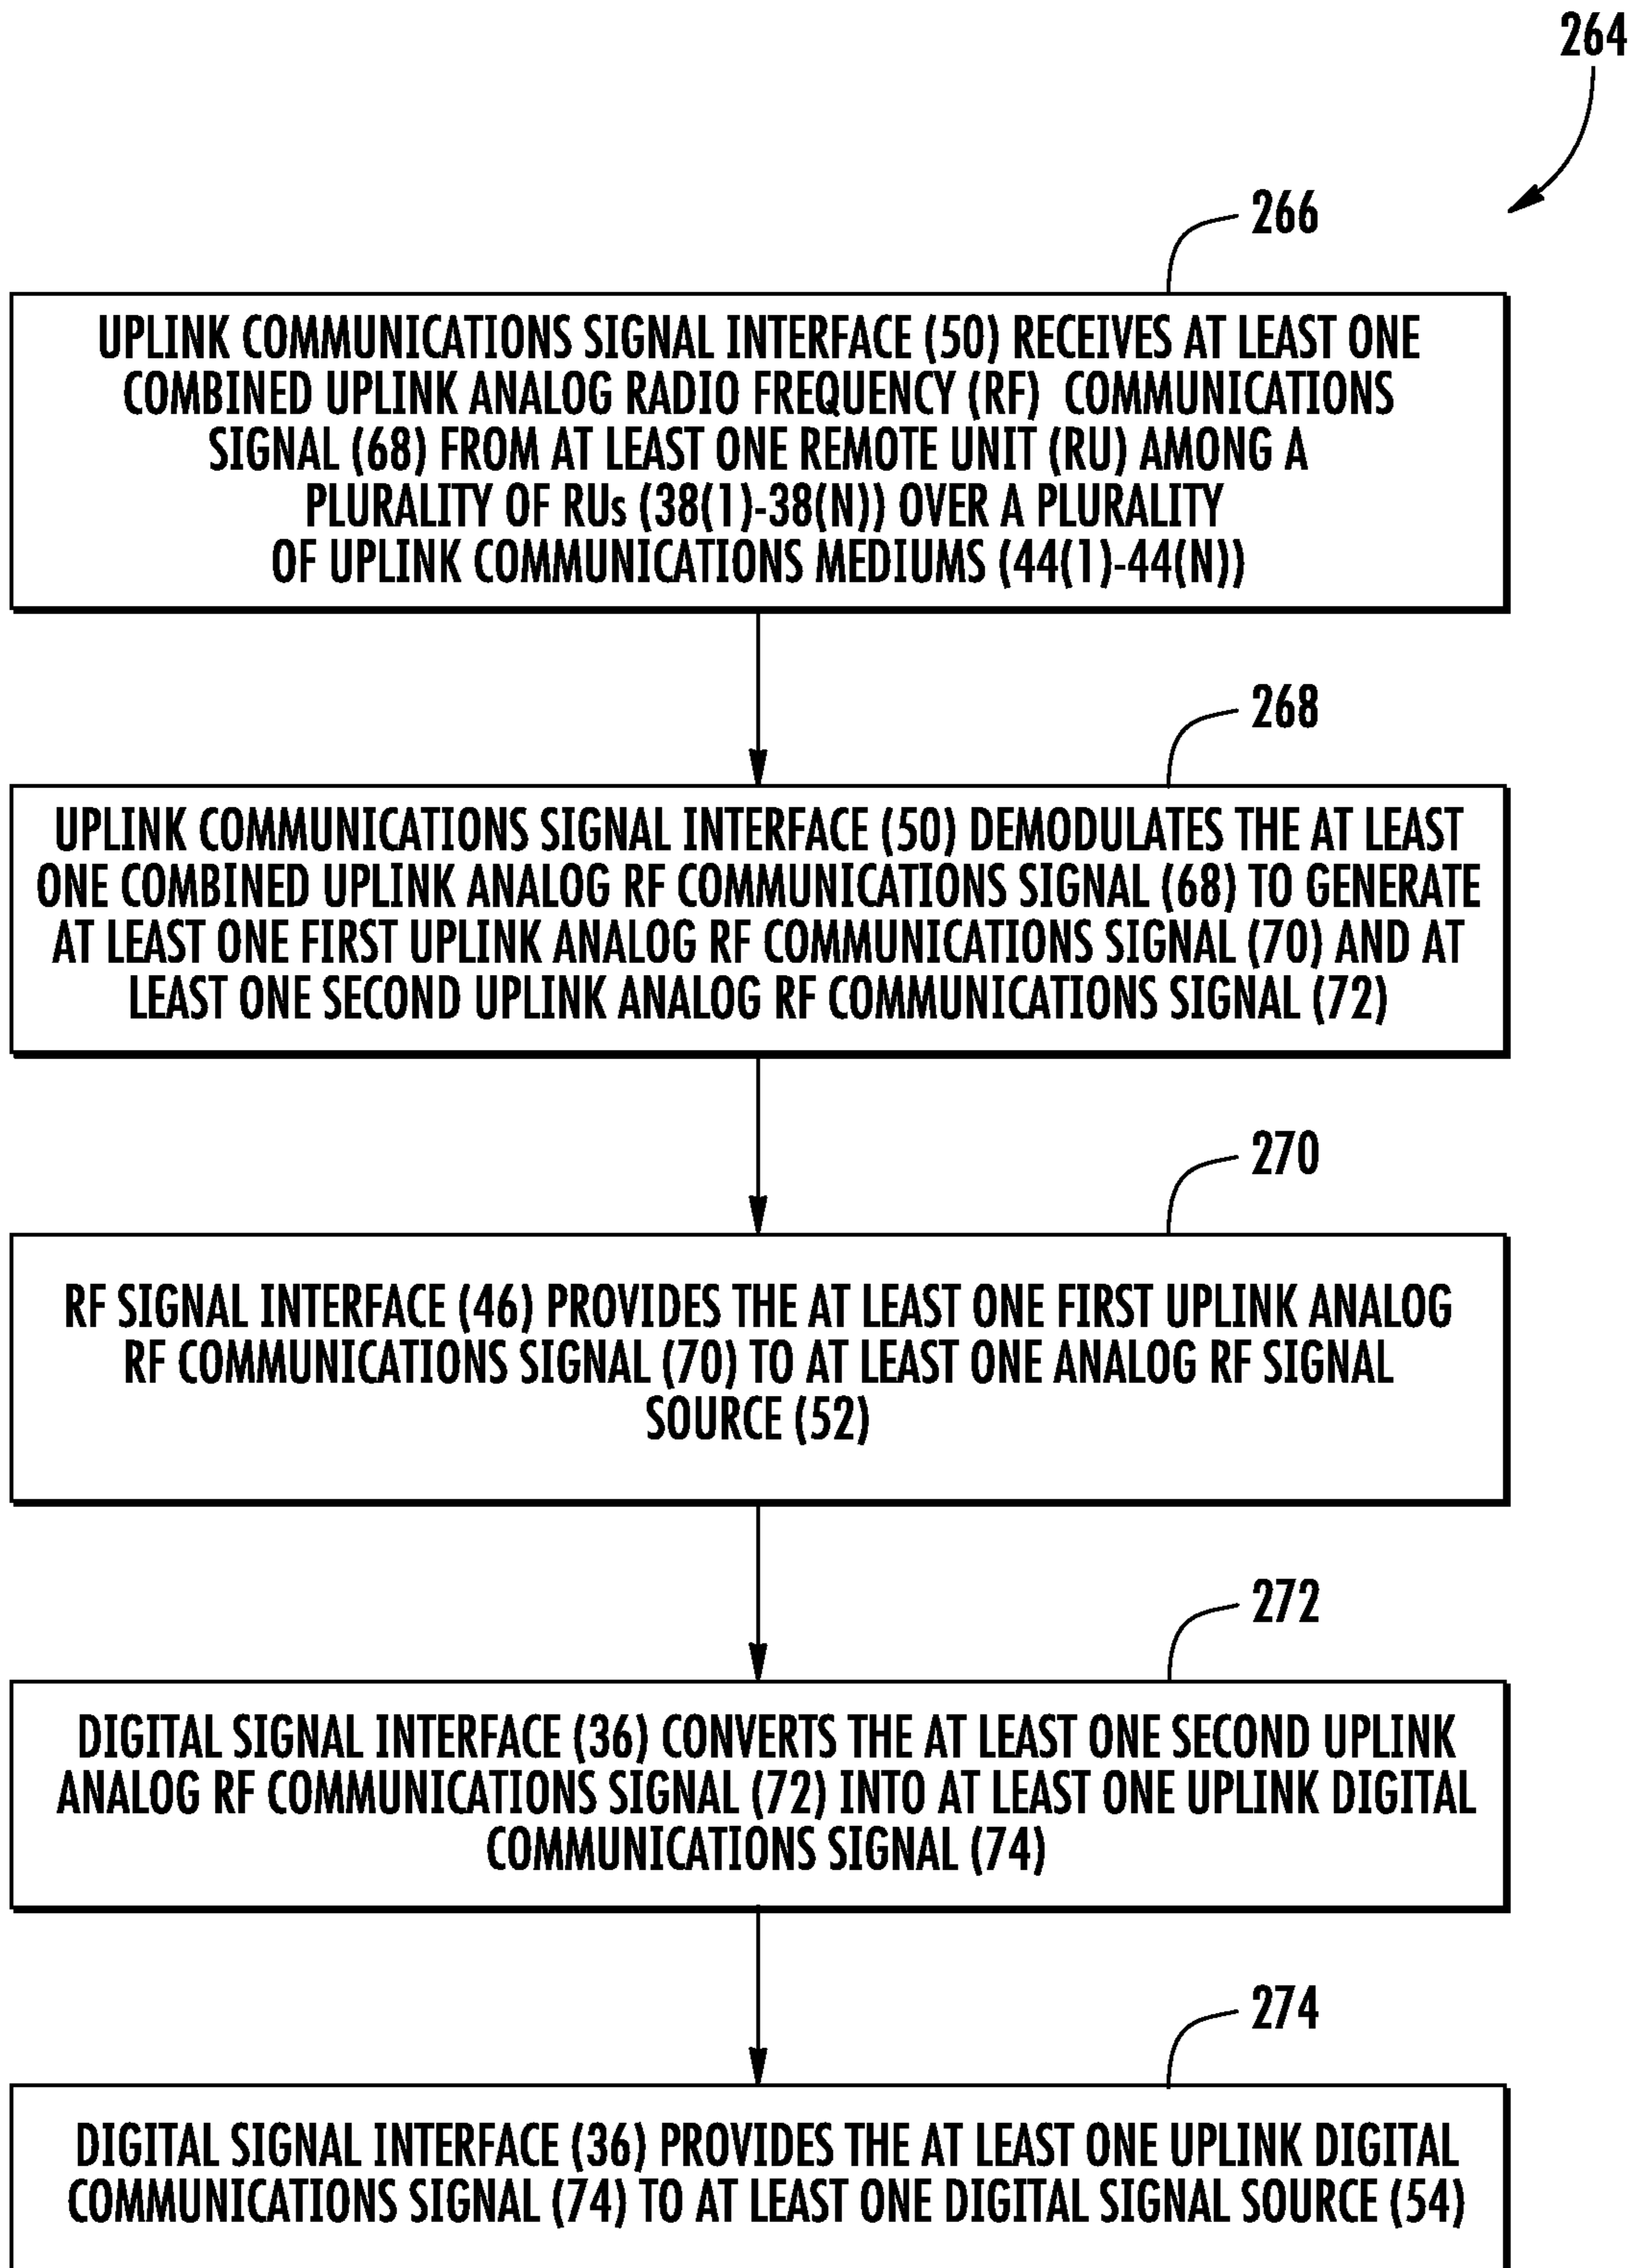 264
266
UPLINK COMMUNICATIONS SIGNAL INTERFACE (50) RECEIVES AT LEAST ONE
COMBINED UPLINK ANALOG RADIO FREQUENCY (RF) COMMUNICATIONS
SIGNAL (68) FROM AT LEAST ONE REMOTE UNIT (RU) AMONG A
PLURALITY OF RUs (38(1)-38(N)) OVER A PLURALITY
OF UPLINK COMMUNICATIONS MEDIUMS (44(1)-44(N))
268
UPLINK COMMUNICATIONS SIGNAL INTERFACE (50) DEMODULATES THE AT LEAST
ONE COMBINED UPLINK ANALOG RF COMMUNICATIONS SIGNAL (68) TO GENERATE
AT LEAST ONE FIRST UPLINK ANALOG RF COMMUNICATIONS SIGNAL (70) AND AT
LEAST ONE SECOND UPLINK ANALOG RF COMMUNICATIONS SIGNAL (72)
270
RF SIGNAL INTERFACE (46) PROVIDES THE AT LEAST ONE FIRST UPLINK ANALOG
RF COMMUNICATIONS SIGNAL (70) TO AT LEAST ONE ANALOG RF SIGNAL
SOURCE (52)
272
DIGITAL SIGNAL INTERFACE (36) CONVERTS THE AT LEAST ONE SECOND UPLINK
ANALOG RF COMMUNICATIONS SIGNAL (72) INTO AT LEAST ONE UPLINK DIGITAL
COMMUNICATIONS SIGNAL (74)
274
DIGITAL SIGNAL INTERFACE (36) PROVIDES THE AT LEAST ONE UPLINK DIGITAL
COMMUNICATIONS SIGNAL (74) TO AT LEAST ONE DIGITAL SIGNAL SOURCE (54)